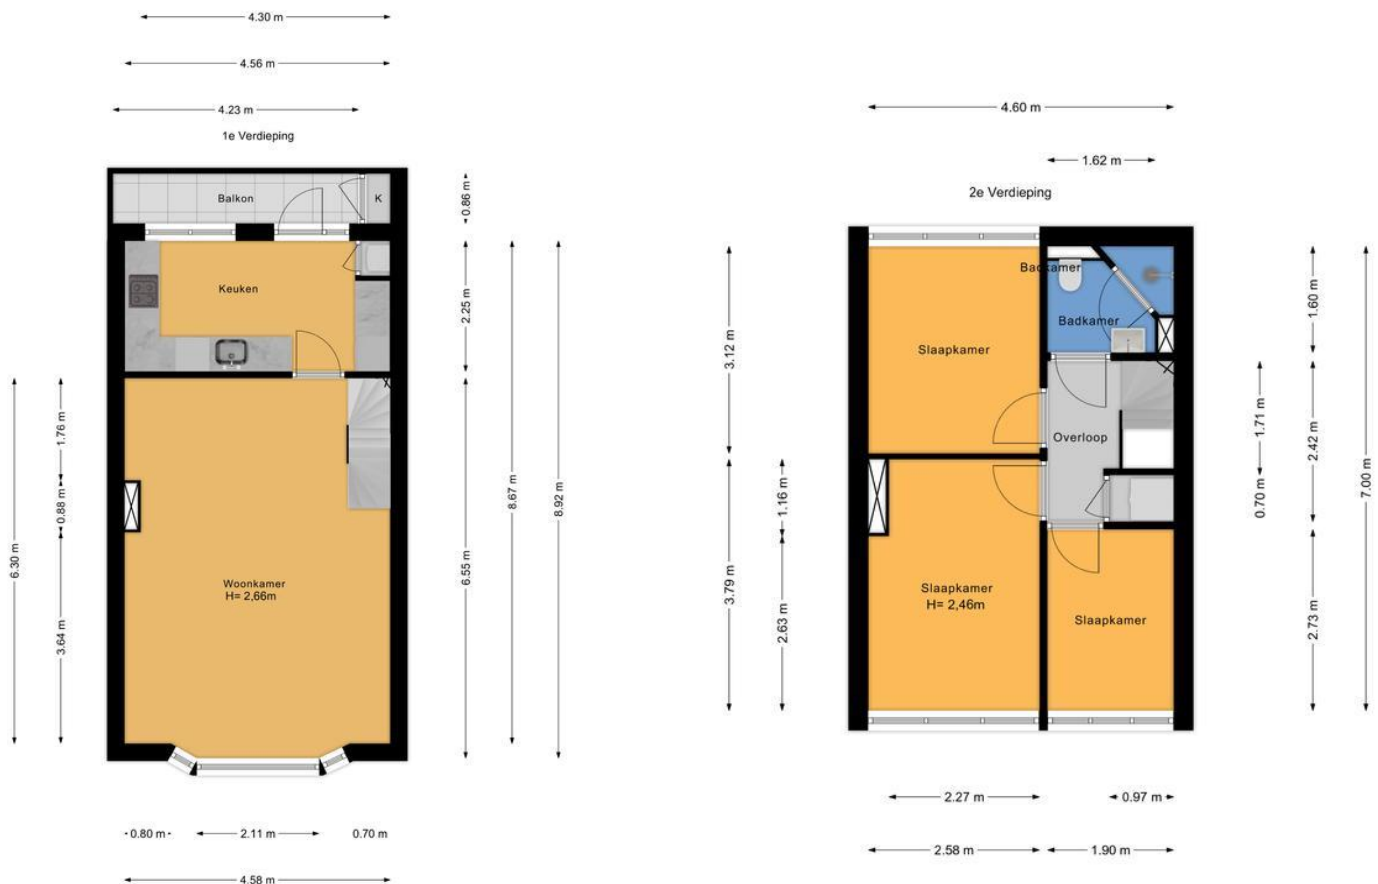 4.30 m
4.56 m
4.23 m
1e Verdieping
Balkon
K
0.86 m
Keuken
2.25 m
1.76 m
0.88 m
3.64 m
6.30 m
6.55 m
8.67 m
8.92 m
Woonkamer
H= 2,66m
0.80 m
2.11 m
0.70 m
4.58 m
4.60 m
1.62 m
2e Verdieping
Badkamer
Badkamer
Slaapkamer
Overloop
Slaapkamer
H= 2,46m
Slaapkamer
3.12 m
3.79 m
1.16 m
2.63 m
1.71 m
0.70 m
1.60 m
2.42 m
2.73 m
7.00 m
2.27 m
0.97 m
2.58 m
1.90 m